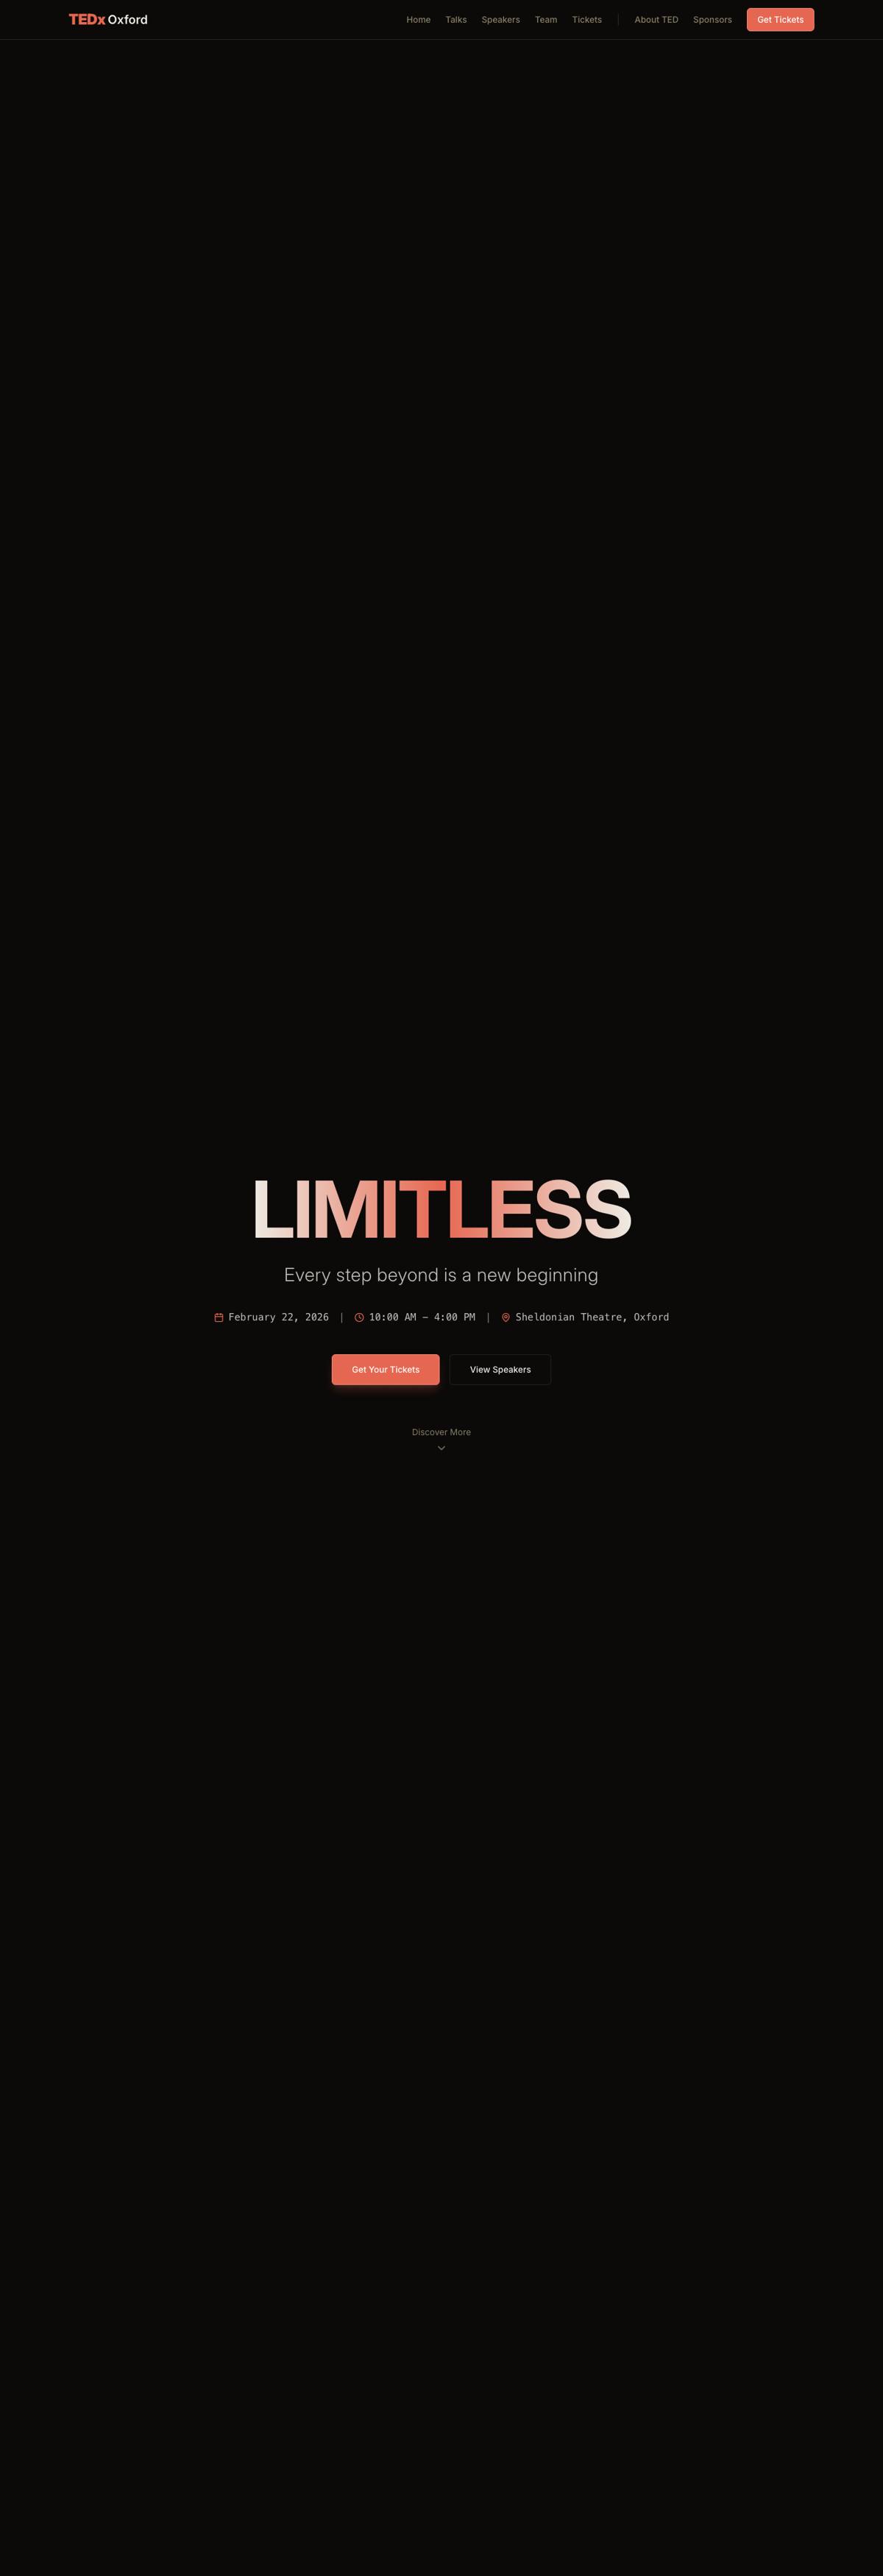 TEDx Oxford
Home Talks Speakers Team Tickets | About TED Sponsors Get Tickets
LIMITLESS
Every step beyond is a new beginning
February 22, 2026 | 10:00 AM – 4:00 PM | Sheldonian Theatre, Oxford
Get Your Tickets View Speakers
Discover More